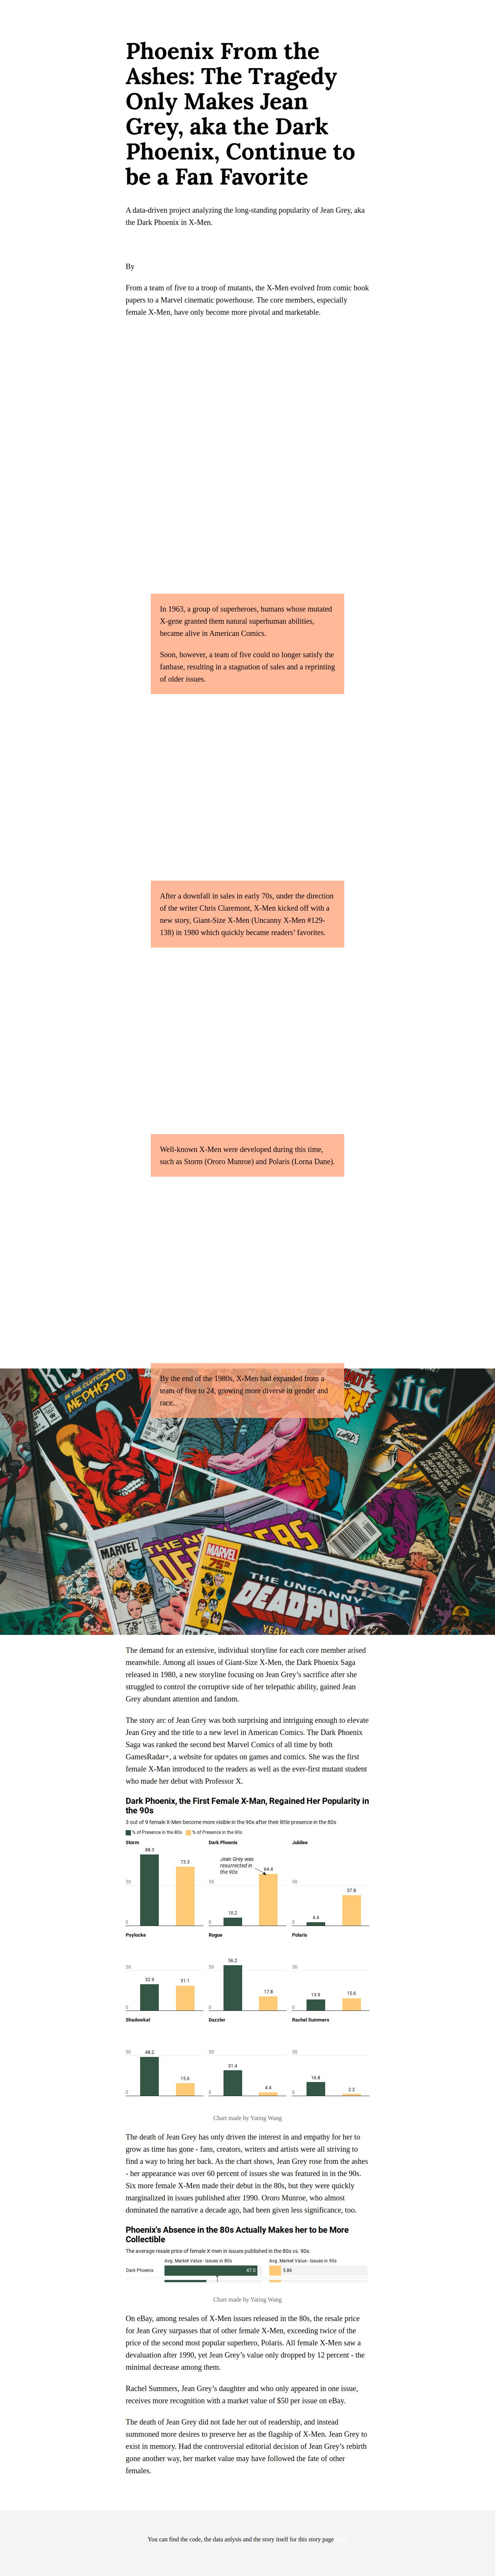 Phoenix From the
Ashes: The Tragedy
Only Makes Jean
Grey, aka the Dark
Phoenix, Continue to
be a Fan Favorite
A data-driven project analyzing the long-standing popularity of Jean Grey, aka
the Dark Phoenix in X-Men.
By
From a team of five to a troop of mutants, the X-Men evolved from comic book
papers to a Marvel cinematic powerhouse. The core members, especially
female X-Men, have only become more pivotal and marketable.
In 1963, a group of superheroes, humans whose mutated
X-gene granted them natural superhuman abilities,
became alive in American Comics.
Soon, however, a team of five could no longer satisfy the
fanbase, resulting in a stagnation of sales and a reprinting
of older issues.
After a downfall in sales in early 70s, under the direction
of the writer Chris Claremont, X-Men kicked off with a
new story, Giant-Size X-Men (Uncanny X-Men #129-
138) in 1980 which quickly became readers’ favorites.
Well-known X-Men were developed during this time,
such as Storm (Ororo Munroe) and Polaris (Lorna Dane).
By the end of the 1980s, X-Men had expanded from a
team of five to 24, growing more diverse in gender and
race.
IN THE CLUTCHES OF
MEPHISTO
MARVEL
THE NEW
MARVEL
THE UNCANNY
DEADPOOL
AXIS
YEAH
The demand for an extensive, individual storyline for each core member arised
meanwhile. Among all issues of Giant-Size X-Men, the Dark Phoenix Saga
released in 1980, a new storyline focusing on Jean Grey’s sacrifice after she
struggled to control the corruptive side of her telepathic ability, gained Jean
Grey abundant attention and fandom.
The story arc of Jean Grey was both surprising and intriguing enough to elevate
Jean Grey and the title to a new level in American Comics. The Dark Phoenix
Saga was ranked the second best Marvel Comics of all time by both
GamesRadar+, a website for updates on games and comics. She was the first
female X-Man introduced to the readers as well as the ever-first mutant student
who made her debut with Professor X.
Dark Phoenix, the First Female X-Man, Regained Her Popularity in
the 90s
3 out of 9 female X-Men become more visible in the 90s after their little presence in the 80s
% of Presence in the 80s % of Presence in the 90s
Storm Dark Phoenix Jubilee
88.3 73.3
Jean Grey was
resurrected in
the 90s
10.2 64.4
4.4 37.8
50 50 50
0 0 0
Psylocke Rogue Polaris
32.9 31.1 56.2 17.8 13.9 15.6
50 50 50
0 0 0
Shadowkat Dazzler Rachel Summers
48.2 15.6 31.4 4.4 16.8 2.2
50 50 50
0 0 0
Chart made by Yating Wang
The death of Jean Grey has only driven the interest in and empathy for her to
grow as time has gone - fans, creators, writers and artists were all striving to
find a way to bring her back. As the chart shows, Jean Grey rose from the ashes
- her appearance was over 60 percent of issues she was featured in in the 90s.
Six more female X-Men made their debut in the 80s, but they were quickly
marginalized in issues published after 1990. Ororo Munroe, who almost
dominated the narrative a decade ago, had been given less significance, too.
Phoenix's Absence in the 80s Actually Makes her to be More
Collectible
The average resale price of female X-men in issues published in the 80s vs. 90s.
Avg. Market Value - issues in 80s Avg. Market Value - issues in 90s
Dark Phoenix 47.5 5.86
Chart made by Yating Wang
On eBay, among resales of X-Men issues released in the 80s, the resale price
for Jean Grey surpasses that of other female X-Men, exceeding twice of the
price of the second most popular superhero, Polaris. All female X-Men saw a
devaluation after 1990, yet Jean Grey’s value only dropped by 12 percent - the
minimal decrease among them.
Rachel Summers, Jean Grey’s daughter and who only appeared in one issue,
receives more recognition with a market value of $50 per issue on eBay.
The death of Jean Grey did not fade her out of readership, and instead
summoned more desires to preserve her as the flagship of X-Men. Jean Grey to
exist in memory. Had the controversial editorial decision of Jean Grey’s rebirth
gone another way, her market value may have followed the fate of other
females.
You can find the code, the data anlysis and the story itself for this story page